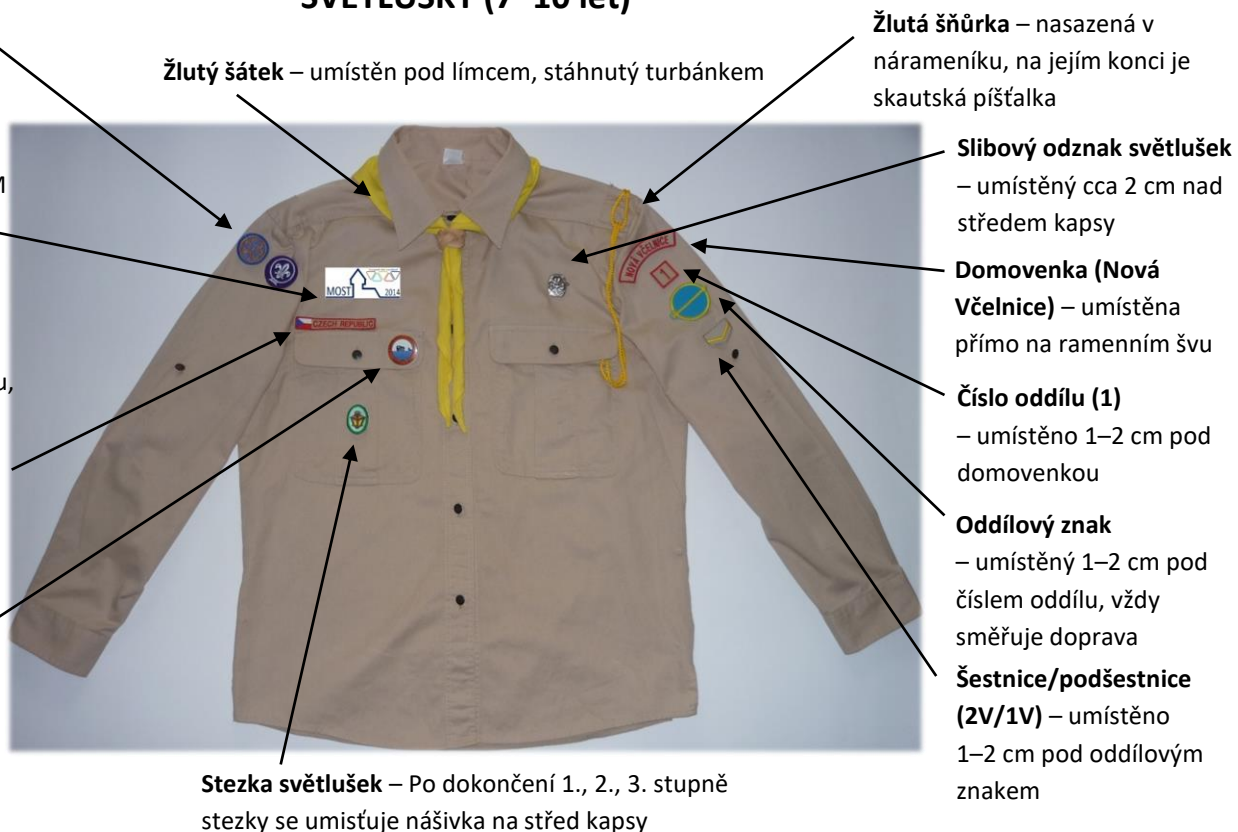 SVĚTLUŠKY (7–10 let)
Žlutá šňůrka – nasazená v
nárameníku, na jejím konci je
skautská píšťalka
Žlutý šátek – umístěn pod límcem, stáhnutý turbánkem
Slibový odznak světlušek
– umístěný cca 2 cm nad
středem kapsy
Domovenka (Nová
Včelnice) – umístěna
přímo na ramenním švu
Číslo oddílu (1)
– umístěno 1–2 cm pod
domovenkou
Oddílový znak
– umístěný 1–2 cm pod
číslem oddílu, vždy
směřuje doprava
Šestnice/podšestnice
(2V/1V) – umístěno
1–2 cm pod oddílovým
znakem
MOST 2014
CZECH REPUBLIC
NOVÁ VČELNICE
1
Stezka světlušek – Po dokončení 1., 2., 3. stupně
stezky se umisťuje nášivka na střed kapsy